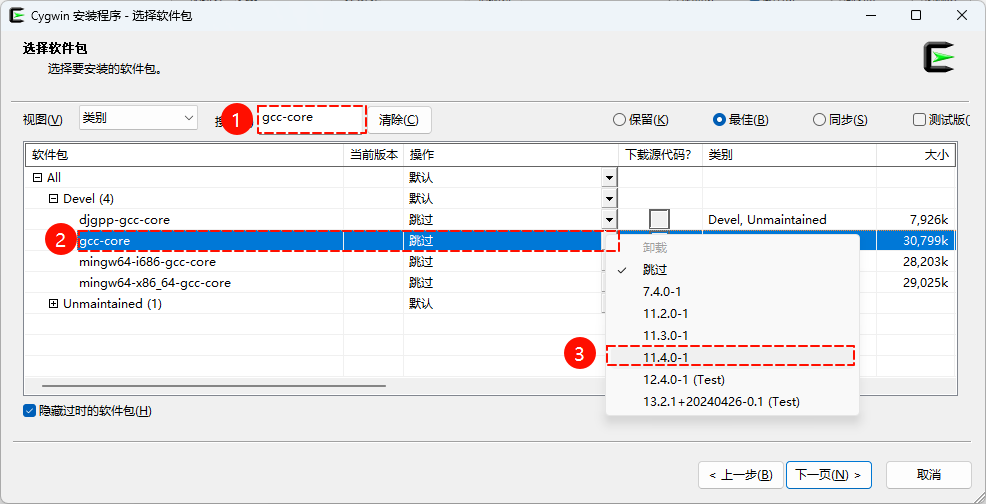 Cygwin 安装程序 - 选择软件包
选择软件包
选择要安装的软件包。
视图(V) 类别 1 gcc-core 清除(C) 保留(K) 最佳(B) 同步(S) 测试版(
软件包 当前版本 操作 下载源代码? 类别 大小
All 默认
Devel (4) 默认
djgpp-gcc-core 跳过 Devel, Unmaintained 7,926k
2 gcc-core 跳过 30,799k
mingw64-i686-gcc-core 跳过 28,203k
mingw64-x86_64-gcc-core 跳过 29,025k
Unmaintained (1) 默认
卸载
跳过
7.4.0-1
11.2.0-1
11.3.0-1
3 11.4.0-1
12.4.0-1 (Test)
13.2.1+20240426-0.1 (Test)
隐藏过时的软件包(H)
< 上一步(B) 下一页(N) > 取消